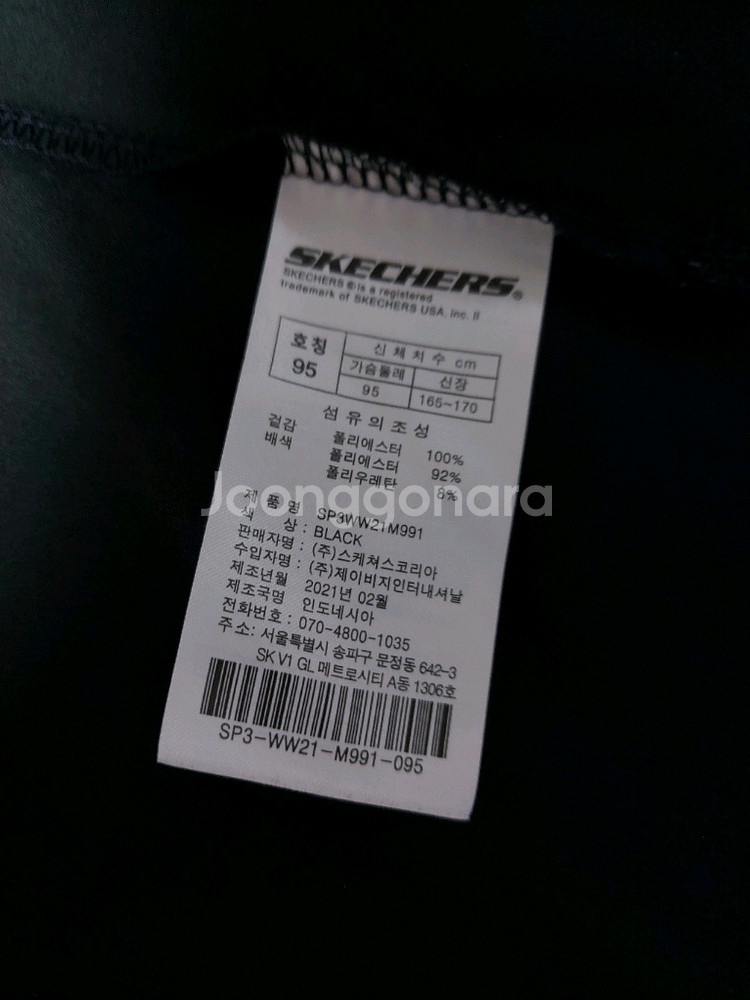 SKECHERS®
SKECHERS ® is a registered
trademark of SKECHERS USA, Inc. II
호칭 신체치수 cm
95 가슴둘레 신장
95 165~170
섬유의조성
겉감 폴리에스터 100%
배색 폴리에스터 92%
폴리우레탄 8%
Joonggonara
제품명 SP3WW21M991
색상 : BLACK
판매자명 : (주)스케쳐스코리아
수입자명 : (주)제이비지인터내셔날
제조년월 2021년 02월
제조국명 인도네시아
전화번호 : 070-4800-1035
주소: 서울특별시 송파구 문정동 642-3
SK V1 GL 메트로시티 A동 1306호
SP3-WW21-M991-095